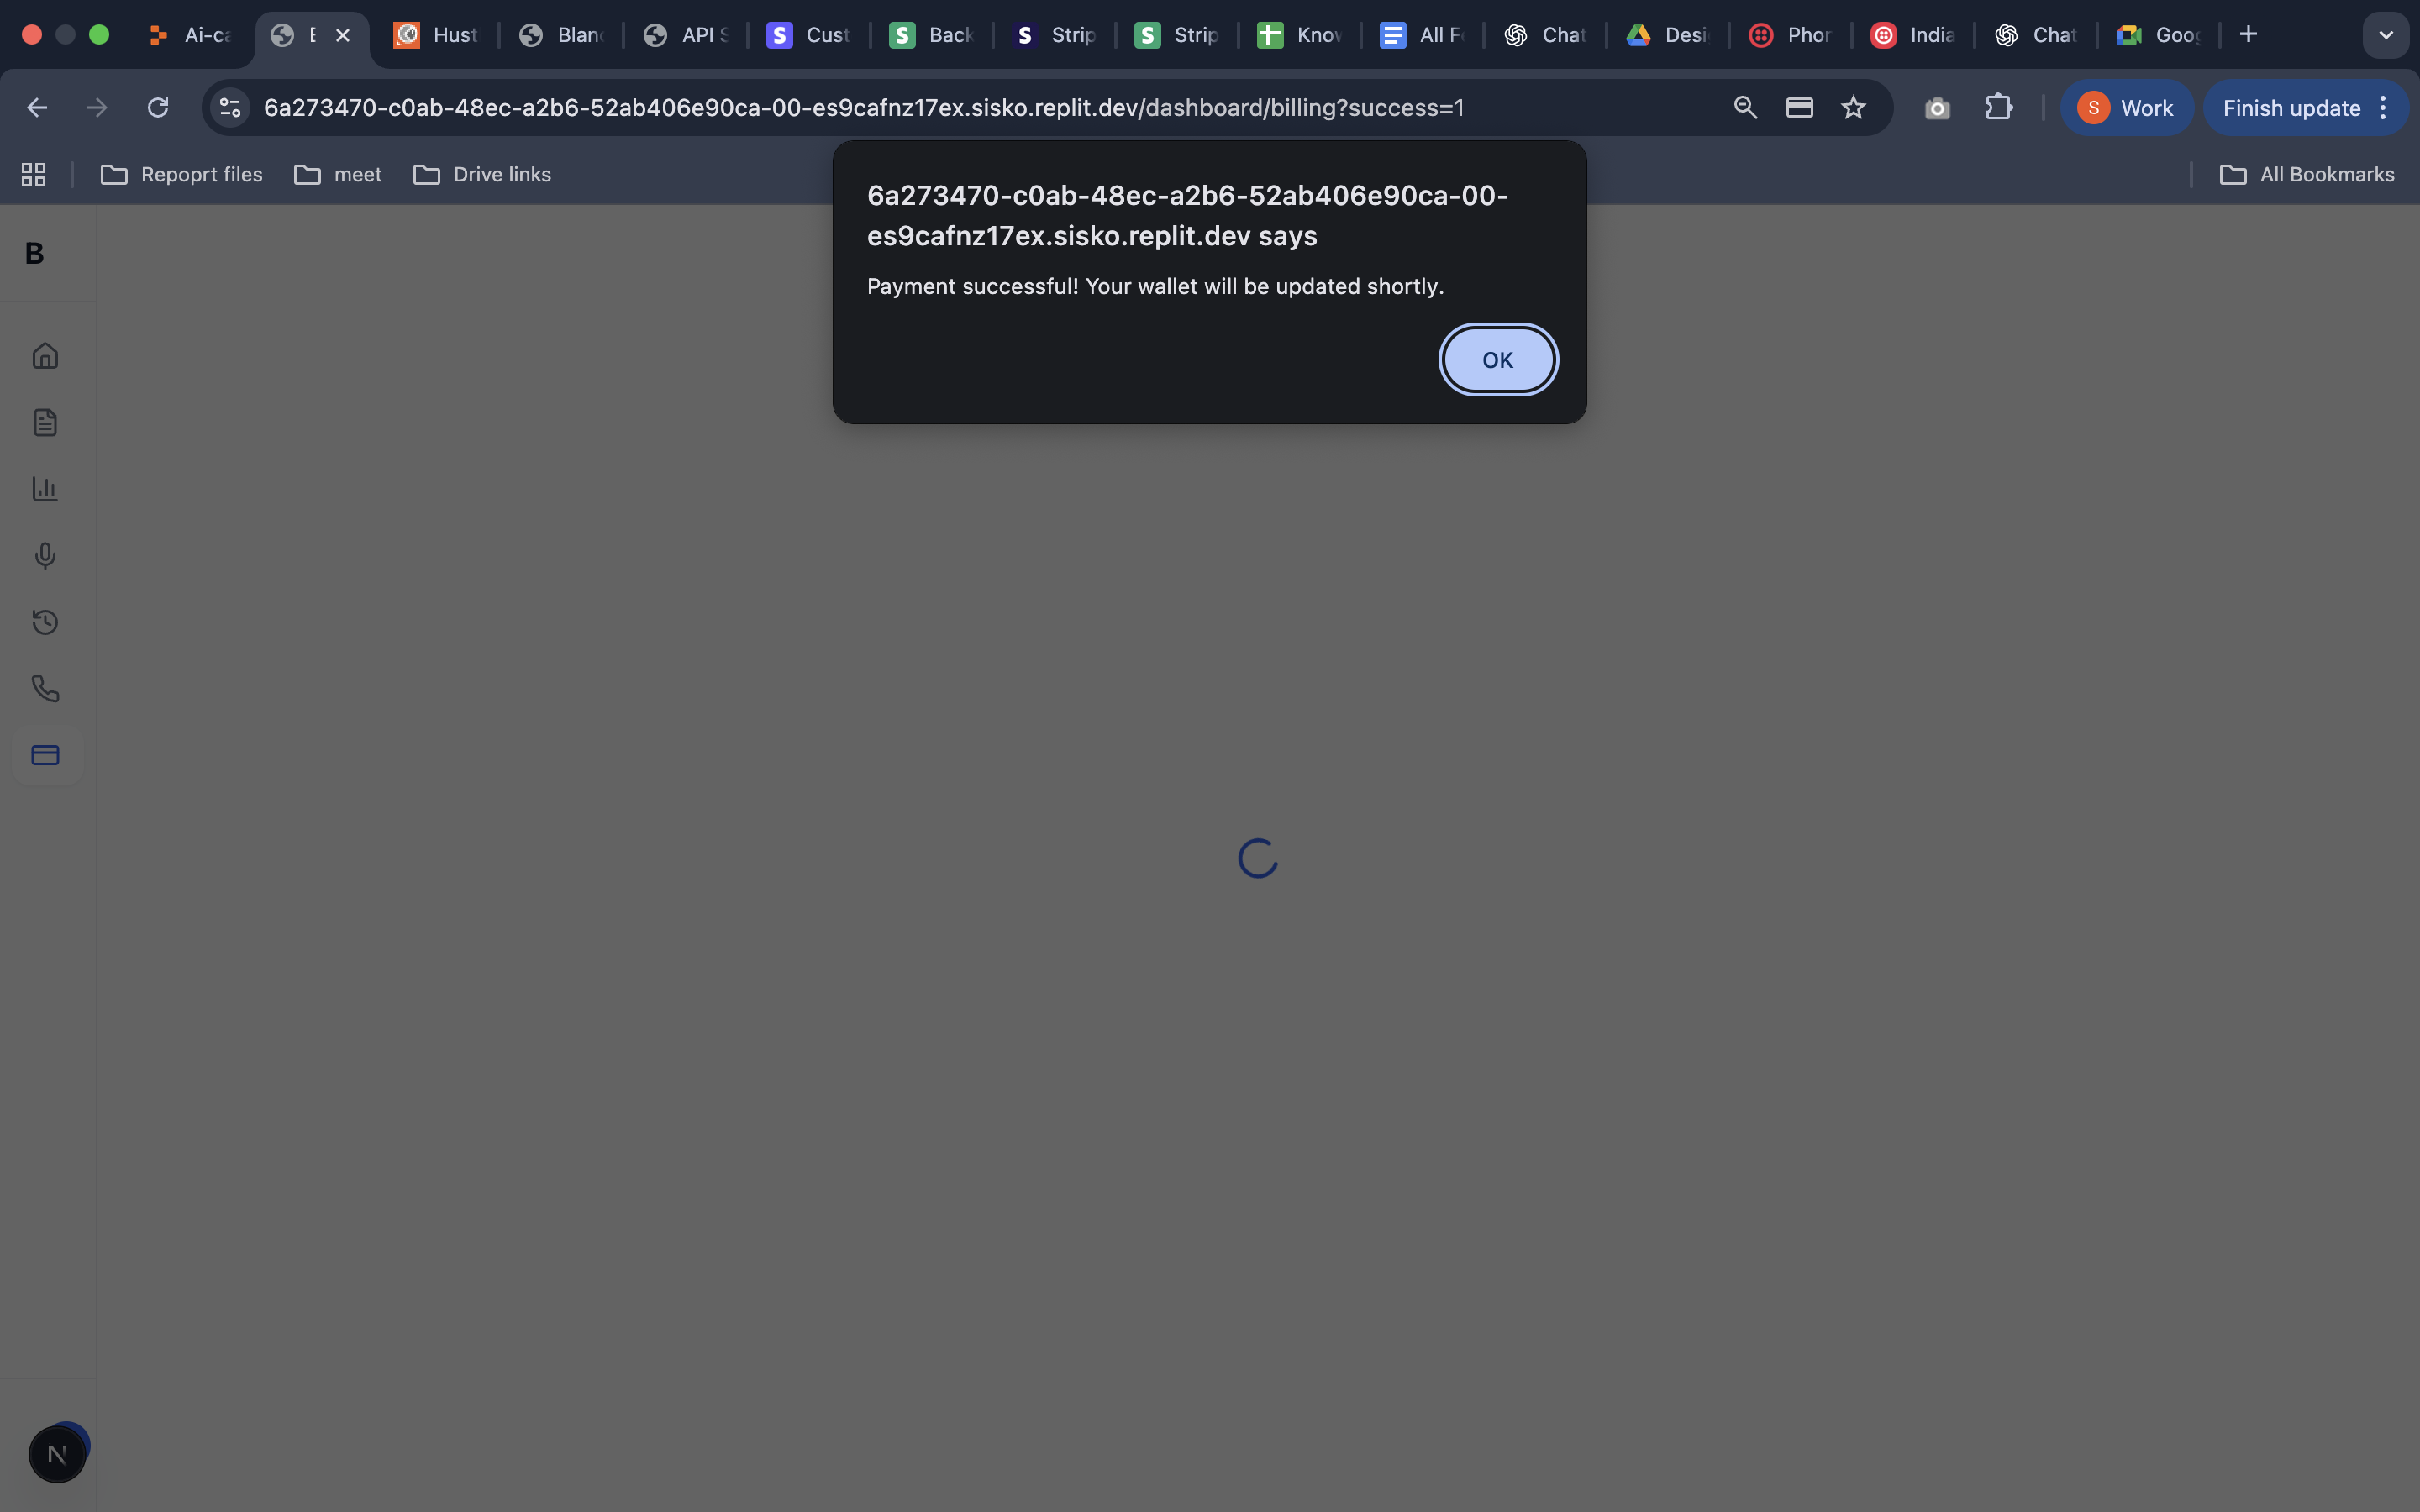 Ai-ca
Hust
Blanc
API S
Cust
Back
Strip
Strip
Know
All Fe
Chat
Desi
Phor
India
Chat
Goog
6a273470-c0ab-48ec-a2b6-52ab406e90ca-00-es9cafnz17ex.sisko.replit.dev/dashboard/billing?success=1
S
Work
Finish update
Repoprt files
meet
Drive links
All Bookmarks
6a273470-c0ab-48ec-a2b6-52ab406e90ca-00-
es9cafnz17ex.sisko.replit.dev says
Payment successful! Your wallet will be updated shortly.
OK
B
N